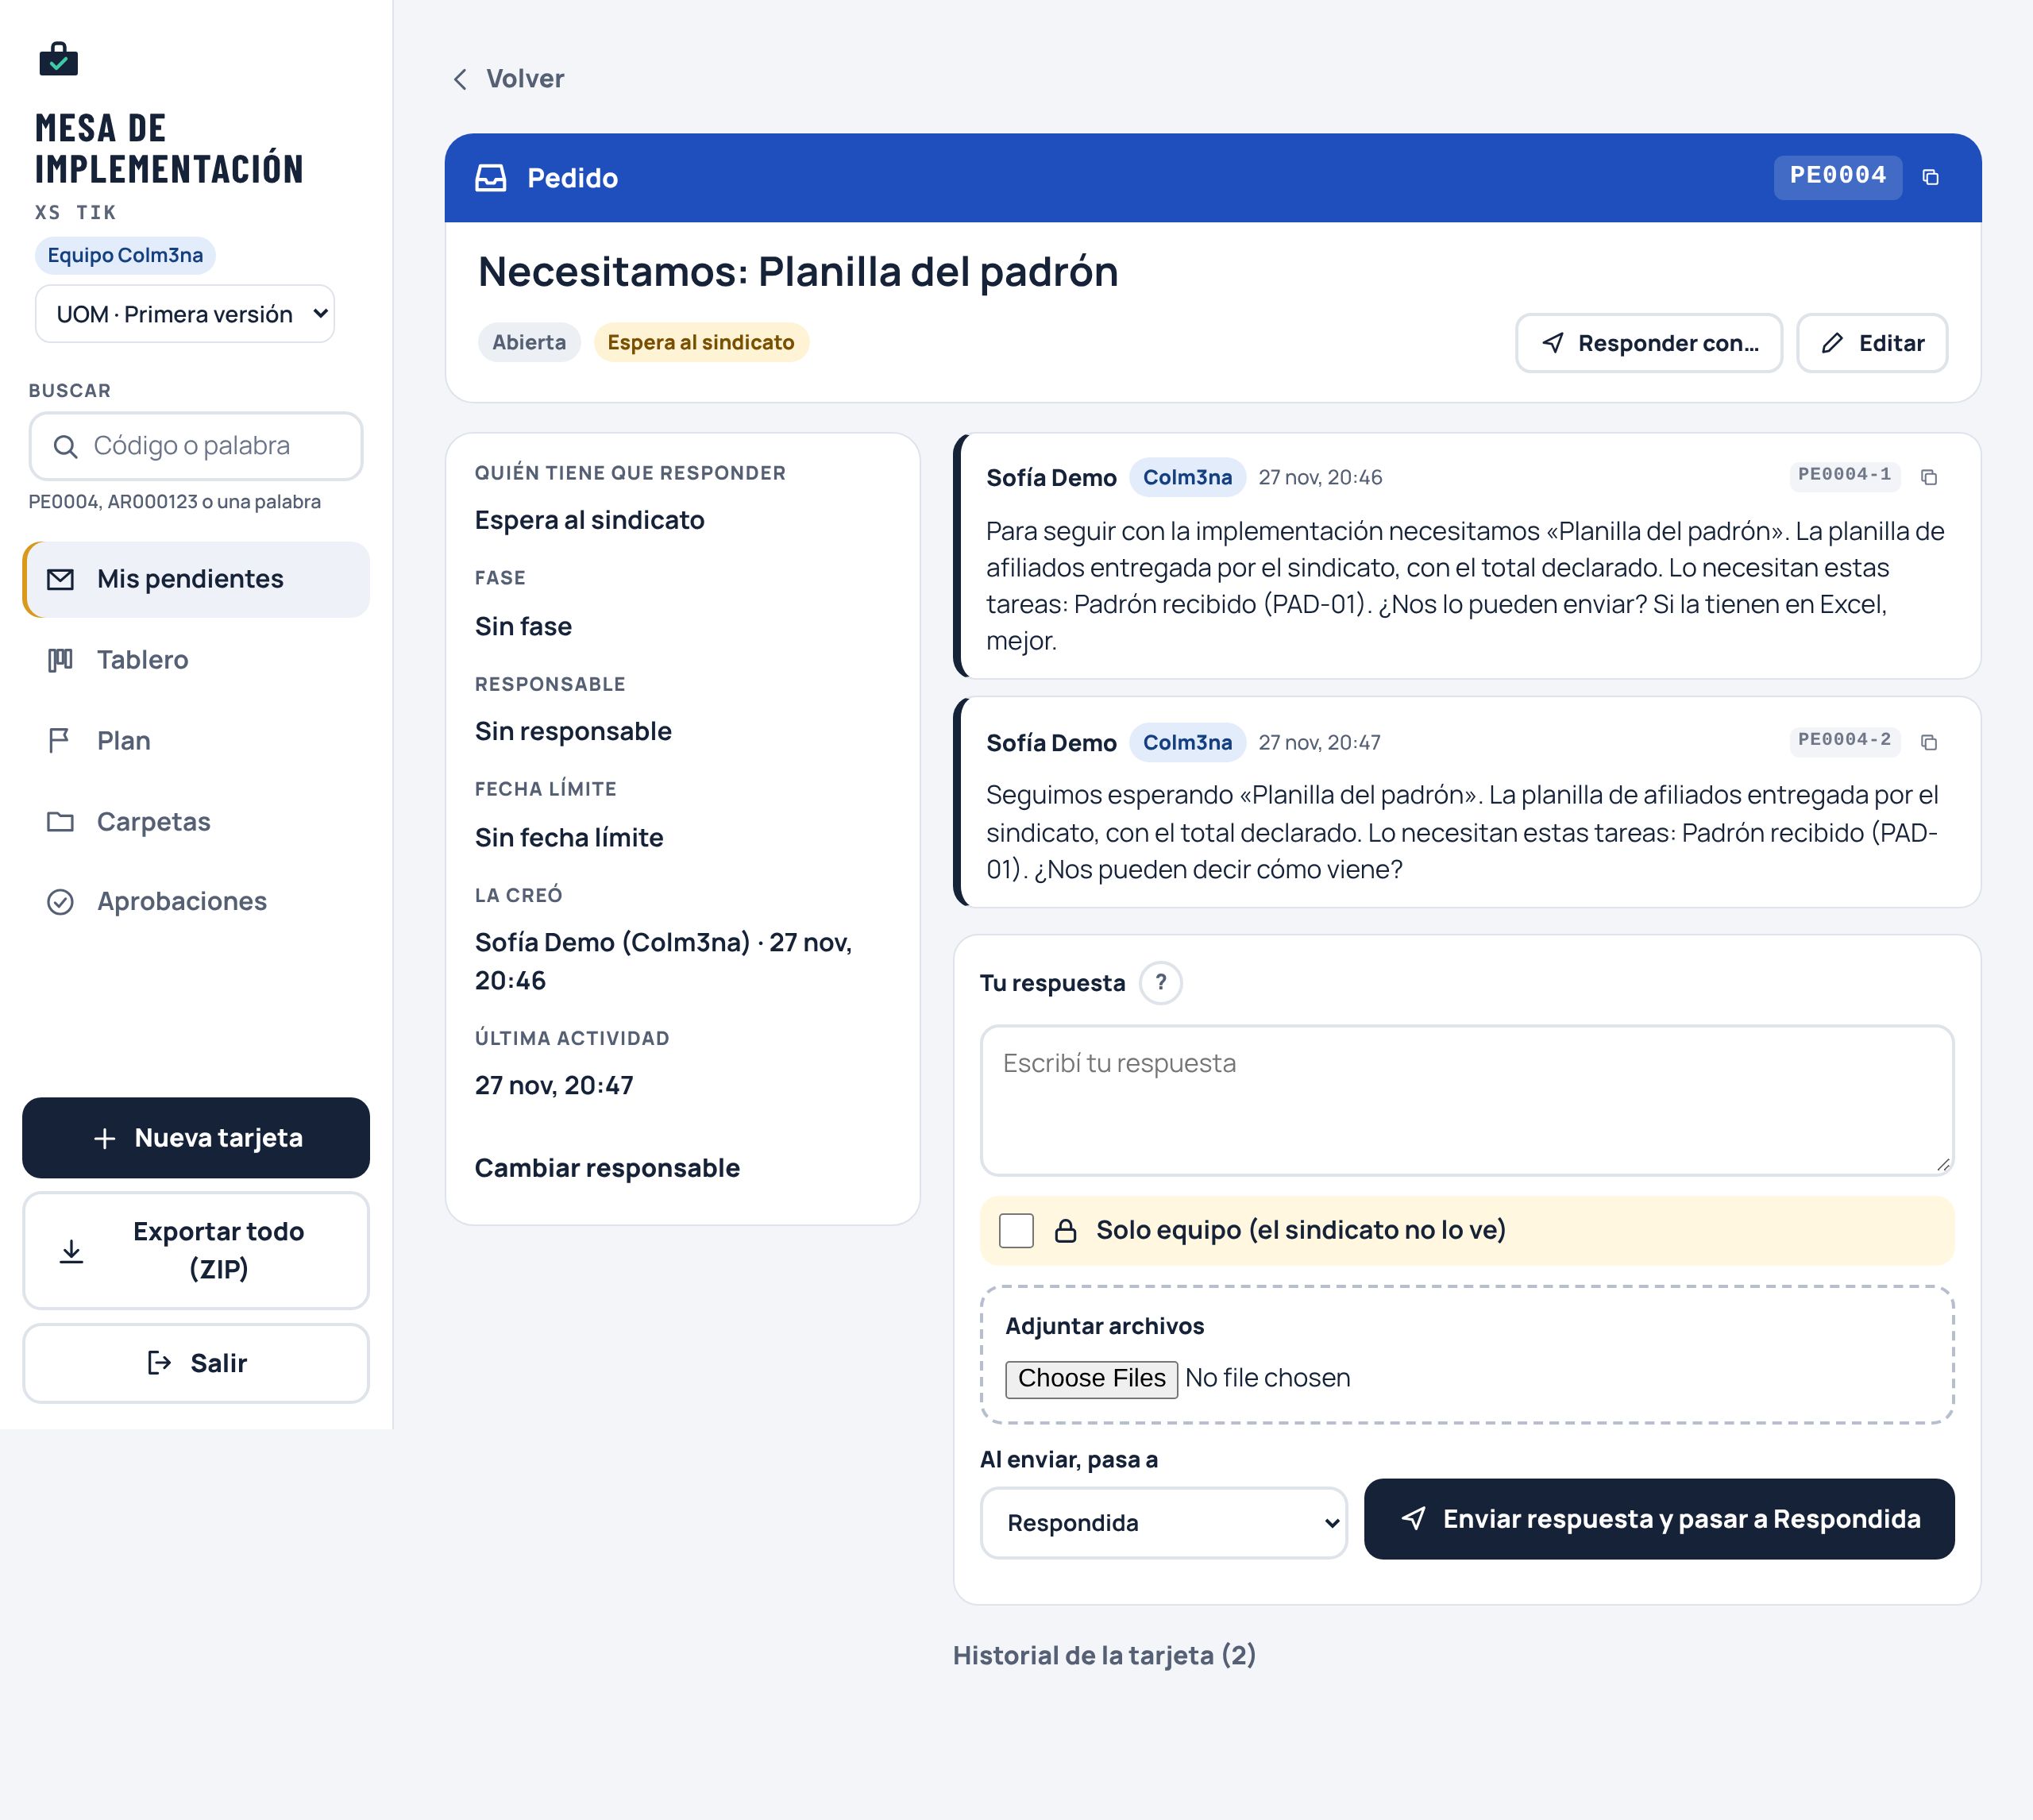 MESA DE
IMPLEMENTACIÓN
XS TIK
Equipo Colm3na
UOM · Primera versión
BUSCAR
Código o palabra
PE0004, AR000123 o una palabra
Mis pendientes
Tablero
Plan
Carpetas
Aprobaciones
Nueva tarjeta
Exportar todo
(ZIP)
Salir
Volver
Pedido
PE0004
Necesitamos: Planilla del padrón
Abierta
Espera al sindicato
Responder con...
Editar
QUIÉN TIENE QUE RESPONDER
Espera al sindicato
FASE
Sin fase
RESPONSABLE
Sin responsable
FECHA LÍMITE
Sin fecha límite
LA CREÓ
Sofía Demo (Colm3na) · 27 nov,
20:46
ÚLTIMA ACTIVIDAD
27 nov, 20:47
Cambiar responsable
Sofía Demo Colm3na 27 nov, 20:46 PE0004-1
Para seguir con la implementación necesitamos «Planilla del padrón». La planilla de
afiliados entregada por el sindicato, con el total declarado. Lo necesitan estas
tareas: Padrón recibido (PAD-01). ¿Nos lo pueden enviar? Si la tienen en Excel,
mejor.
Sofía Demo Colm3na 27 nov, 20:47 PE0004-2
Seguimos esperando «Planilla del padrón». La planilla de afiliados entregada por el
sindicato, con el total declarado. Lo necesitan estas tareas: Padrón recibido (PAD-
01). ¿Nos pueden decir cómo viene?
Tu respuesta ?
Escribí tu respuesta
Solo equipo (el sindicato no lo ve)
Adjuntar archivos
Choose Files No file chosen
Al enviar, pasa a
Respondida
Enviar respuesta y pasar a Respondida
Historial de la tarjeta (2)